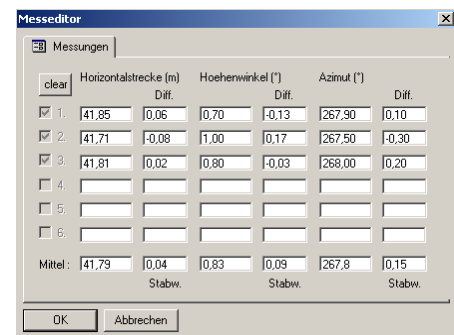 Messeditor
Messungen
clear Horizontalstrecke (m) Hoehenwinkel (°) Azimut (°)
Diff. Diff. Diff.
1. 41,85 0,06 0,70 -0,13 267,90 0,10
2. 41,71 -0,08 1,00 0,17 267,50 -0,30
3. 41,81 0,02 0,80 -0,03 268,00 0,20
4.
5.
6.
Mittel : 41,79 0,04 0,83 0,09 267,8 0,15
Stabw. Stabw. Stabw.
OK Abbrechen